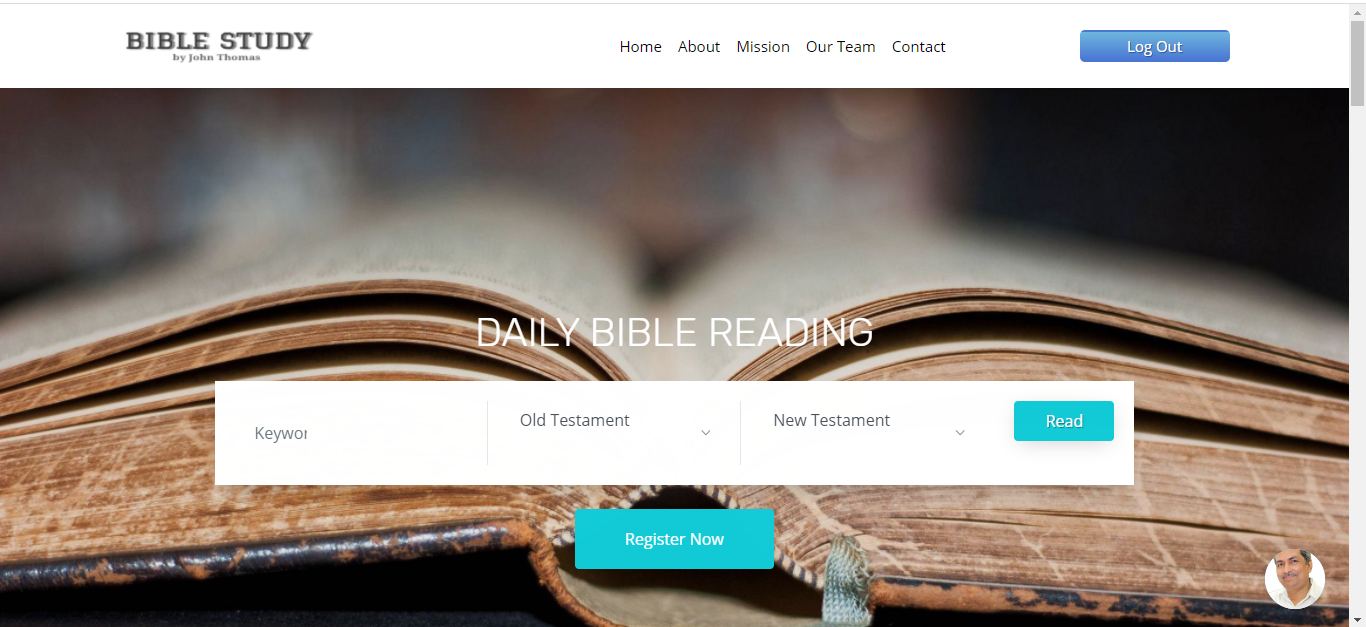 BIBLE STUDY
by John Thomas
Home About Mission Our Team Contact
Log Out
DAILY BIBLE READING
Keywor
Old Testament
New Testament
Read
Register Now